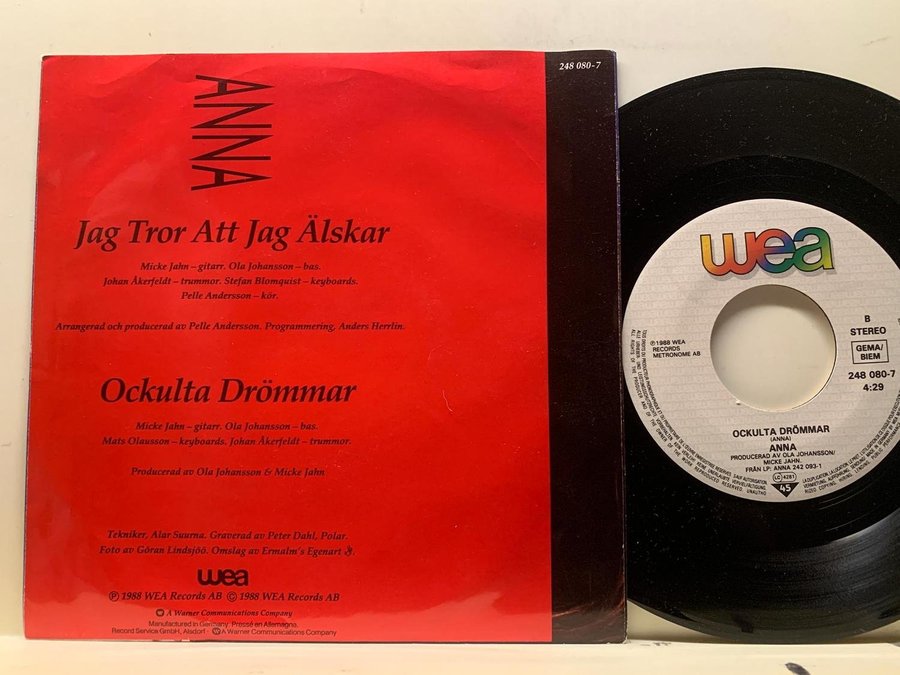 248 080-7
ANNA
Jag Tror Att Jag Älskar
Micke Jahn – gitarr. Ola Johansson – bas.
Johan Åkerfeldt – trummor. Stefan Blomquist – keyboards.
Pelle Andersson – kör.
Arrangerad och producerad av Pelle Andersson. Programmering, Anders Herrlin.
Ockulta Drömmar
Micke Jahn – gitarr. Ola Johansson – bas.
Mats Olausson – keyboards. Johan Åkerfeldt – trummor.
Producerad av Ola Johansson & Micke Jahn
Tekniker, Alar Suurna. Graverad av Peter Dahl, Polar.
Foto av Göran Lindsjöö. Omslag av Ermalm's Egenart
wea
Ⓟ 1988 WEA Records AB © 1988 WEA Records AB
A Warner Communications Company
Manufactured in Germany Pressé en Allemagne.
Record Service GmbH, Alsdorf A Warner Communications Company
wea
Ⓟ 1988 WEA
RECORDS
METRONOME AB
B
STEREO
GEMA/
BIEM
248 080-7
4:29
OCKULTA DRÖMMAR
(ANNA)
ANNA
PRODUCERAD AV OLA JOHANSSON/
MICKE JAHN.
FRÅN LP: ANNA 242 093-1
LC 4281
45